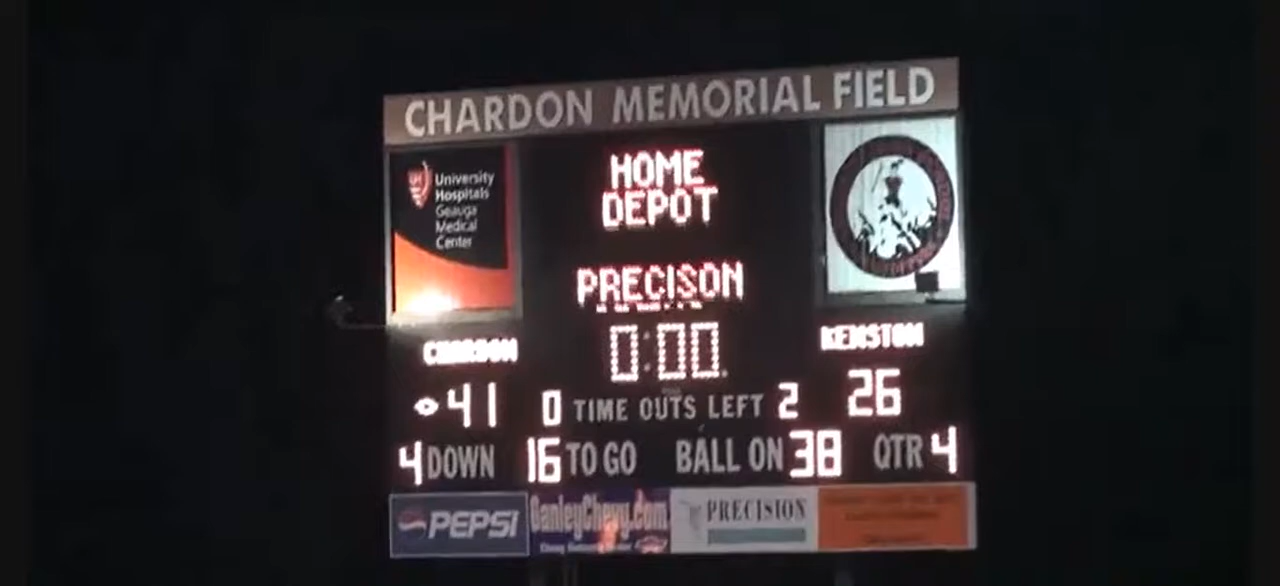 CHARDON MEMORIAL FIELD
University
Hospitals
Geauga
Medical
Center
HOME
DEPOT
PRECISON
0:00
CHARDON
KENSTON
41
0 TIME OUTS LEFT 2
26
4 DOWN 16 TO GO BALL ON 38 QTR 4
PEPSI
GanleyChevy.com
PRECISION